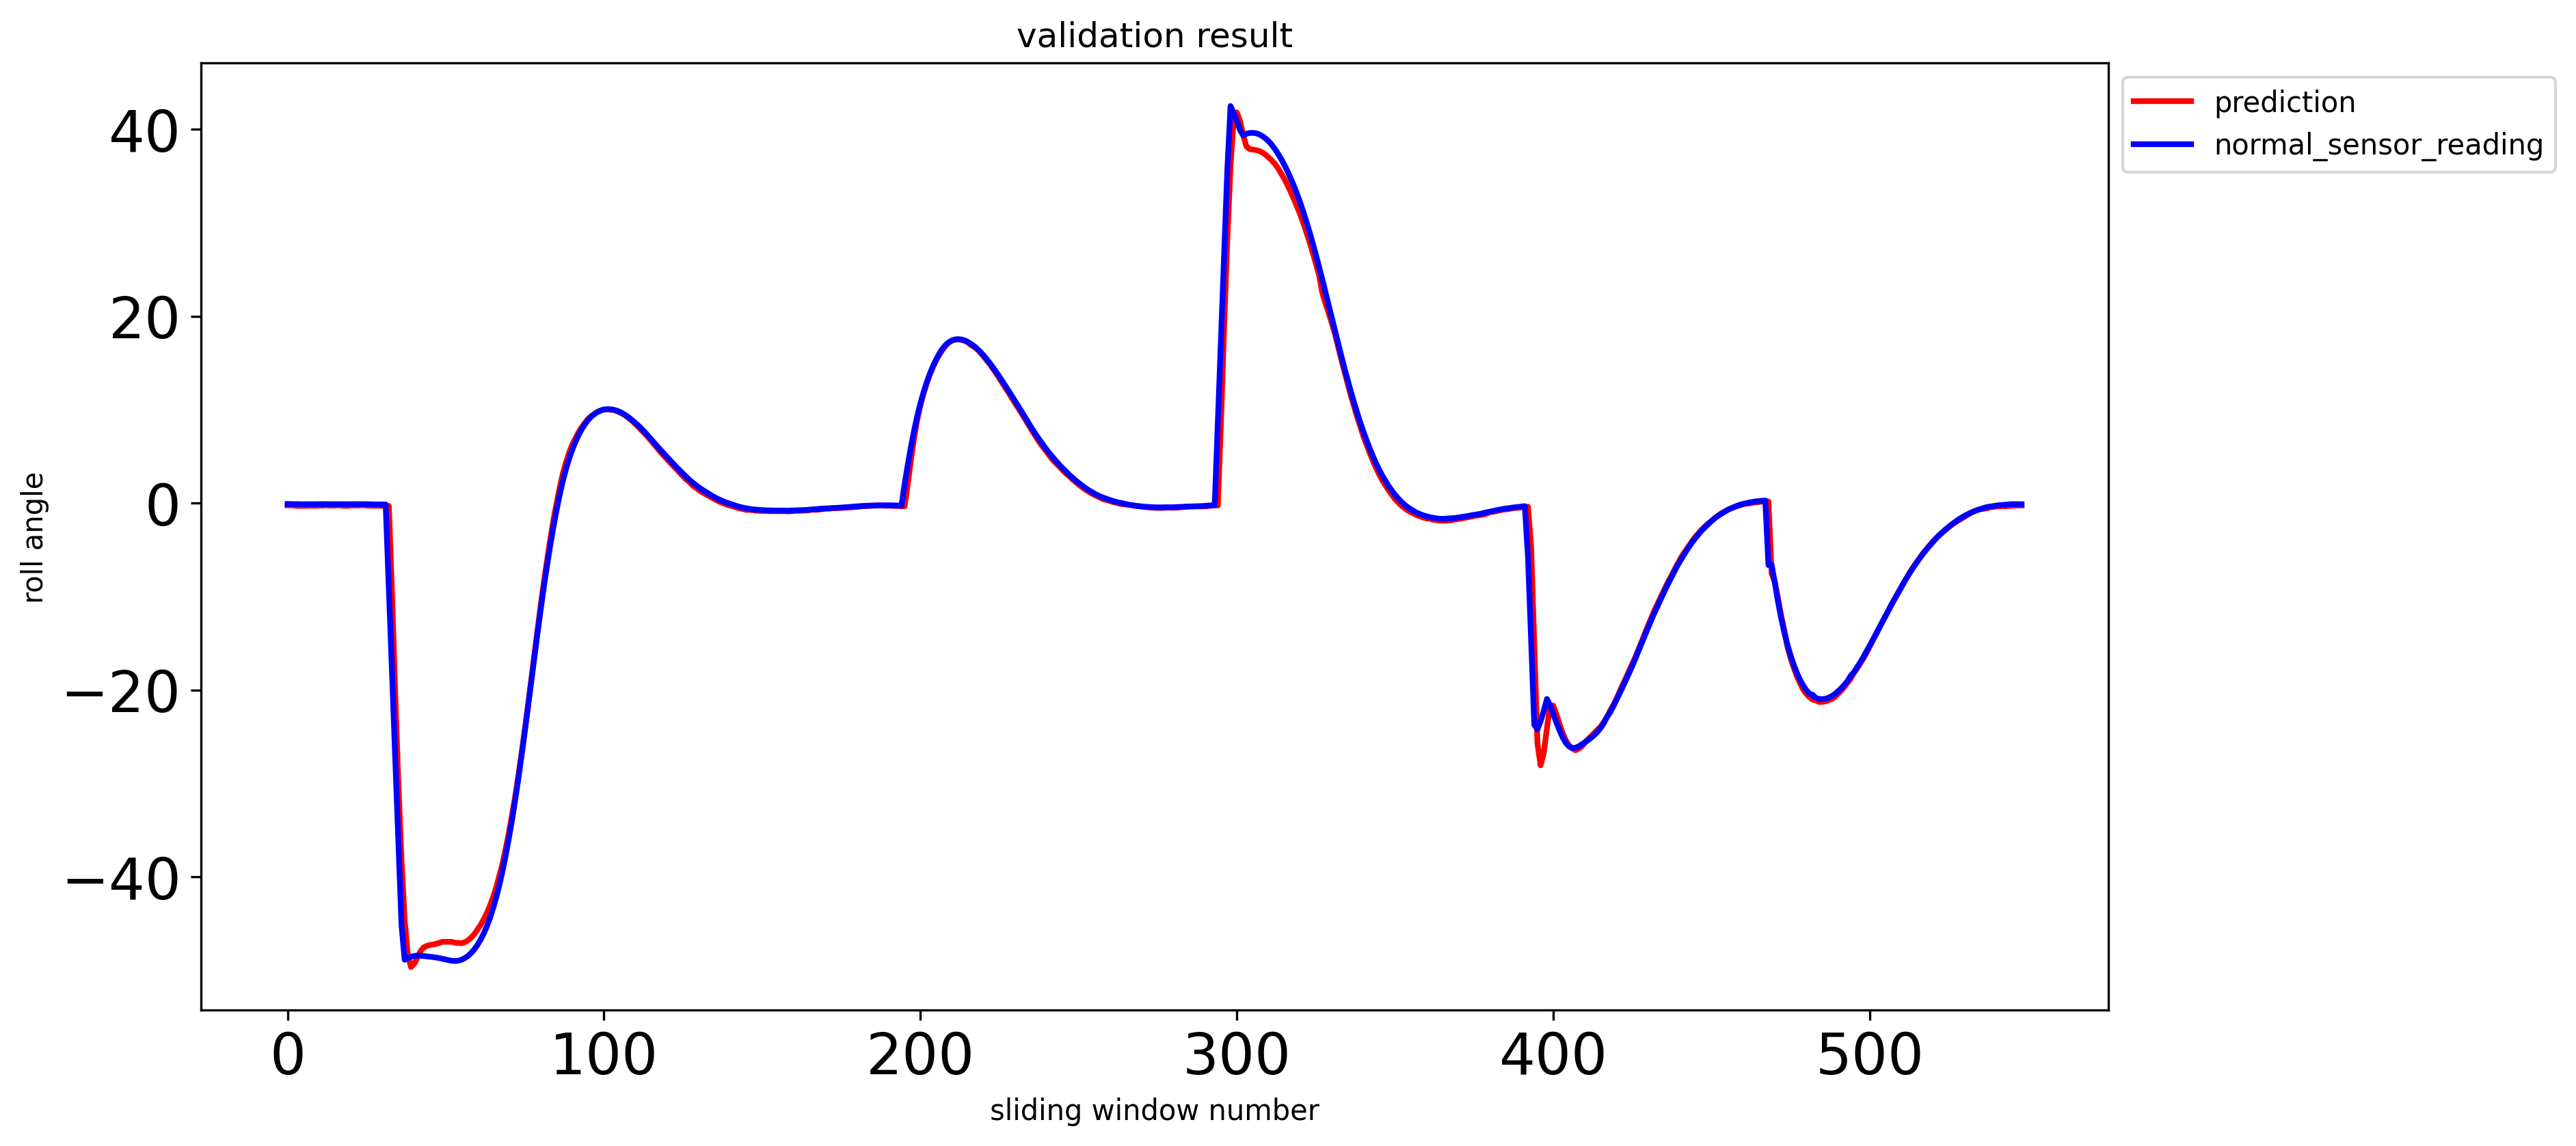 validation result
prediction
normal_sensor_reading
40
20
0
−20
−40
roll angle
0 100 200 300 400 500
sliding window number